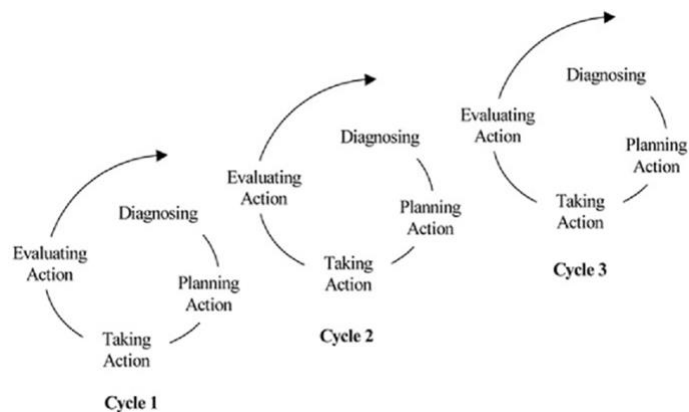 Diagnosing
Evaluating
Action
Planning
Action
Taking
Action
Cycle 1
Diagnosing
Evaluating
Action
Planning
Action
Taking
Action
Cycle 2
Diagnosing
Evaluating
Action
Planning
Action
Taking
Action
Cycle 3